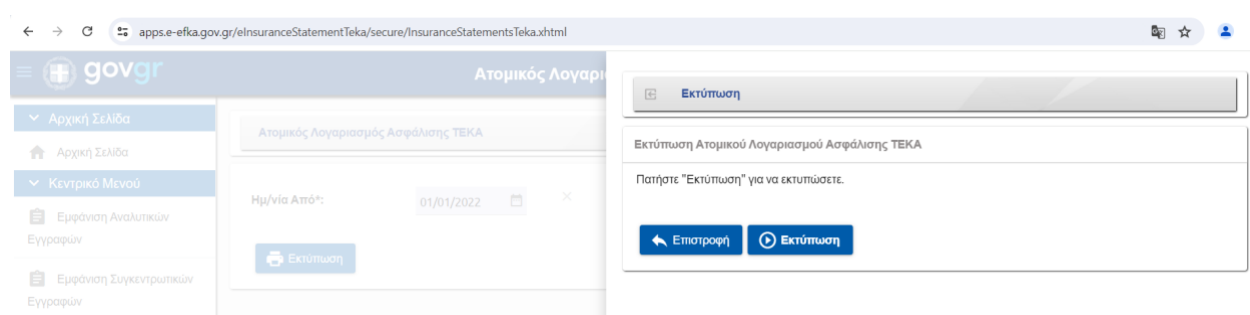 apps.e-efka.gov.gr/eInsuranceStatementTeka/secure/InsuranceStatementsTeka.xhtml
govgr
Ατομικός Λογαρι
Αρχική Σελίδα
Αρχική Σελίδα
Κεντρικό Μενού
Εμφάνιση Αναλυτικών
Εγγραφών
Εμφάνιση Συγκεντρωτικών
Εγγραφών
Ατομικός Λογαριασμός Ασφάλισης ΤΕΚΑ
Ημ/νία Από*:
01/01/2022
Εκτύπωση
Εκτύπωση
Εκτύπωση Ατομικού Λογαριασμού Ασφάλισης ΤΕΚΑ
Πατήστε "Εκτύπωση" για να εκτυπώσετε.
Επιστροφή
Εκτύπωση